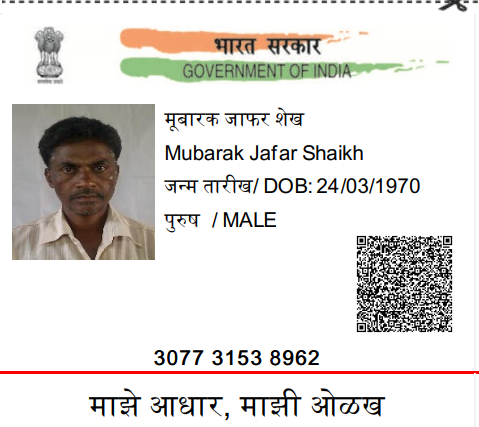 भारत सरकार
GOVERNMENT OF INDIA
मूबारक जाफर शेख
Mubarak Jafar Shaikh
जन्म तारीख/ DOB: 24/03/1970
पुरुष / MALE
3077 3153 8962
माझे आधार, माझी ओळख